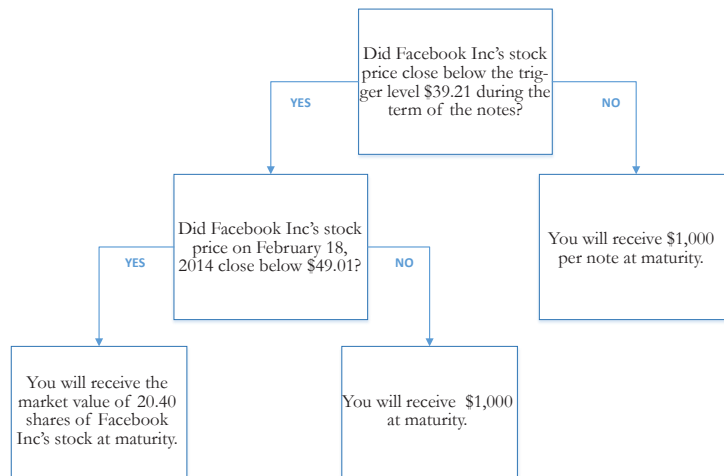 Did Facebook Inc's stock
price close below the trig-
ger level $39.21 during the
term of the notes?
YES
NO
Did Facebook Inc's stock
price on February 18,
2014 close below $49.01?
You will receive $1,000
per note at maturity.
YES
NO
You will receive the
market value of 20.40
shares of Facebook
Inc's stock at maturity.
You will receive  $1,000
at maturity.